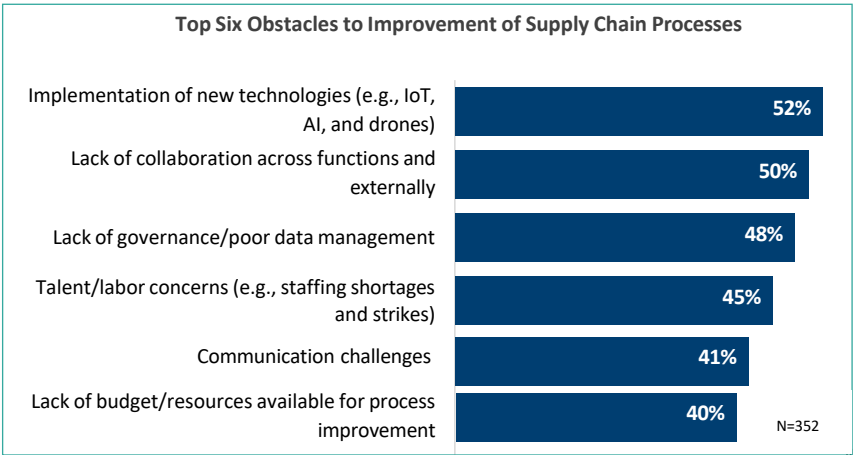 Top Six Obstacles to Improvement of Supply Chain Processes
Implementation of new technologies (e.g., IoT,
AI, and drones)
52%
Lack of collaboration across functions and
externally
50%
Lack of governance/poor data management
48%
Talent/labor concerns (e.g., staffing shortages
and strikes)
45%
Communication challenges
41%
Lack of budget/resources available for process
improvement
40%
N=352